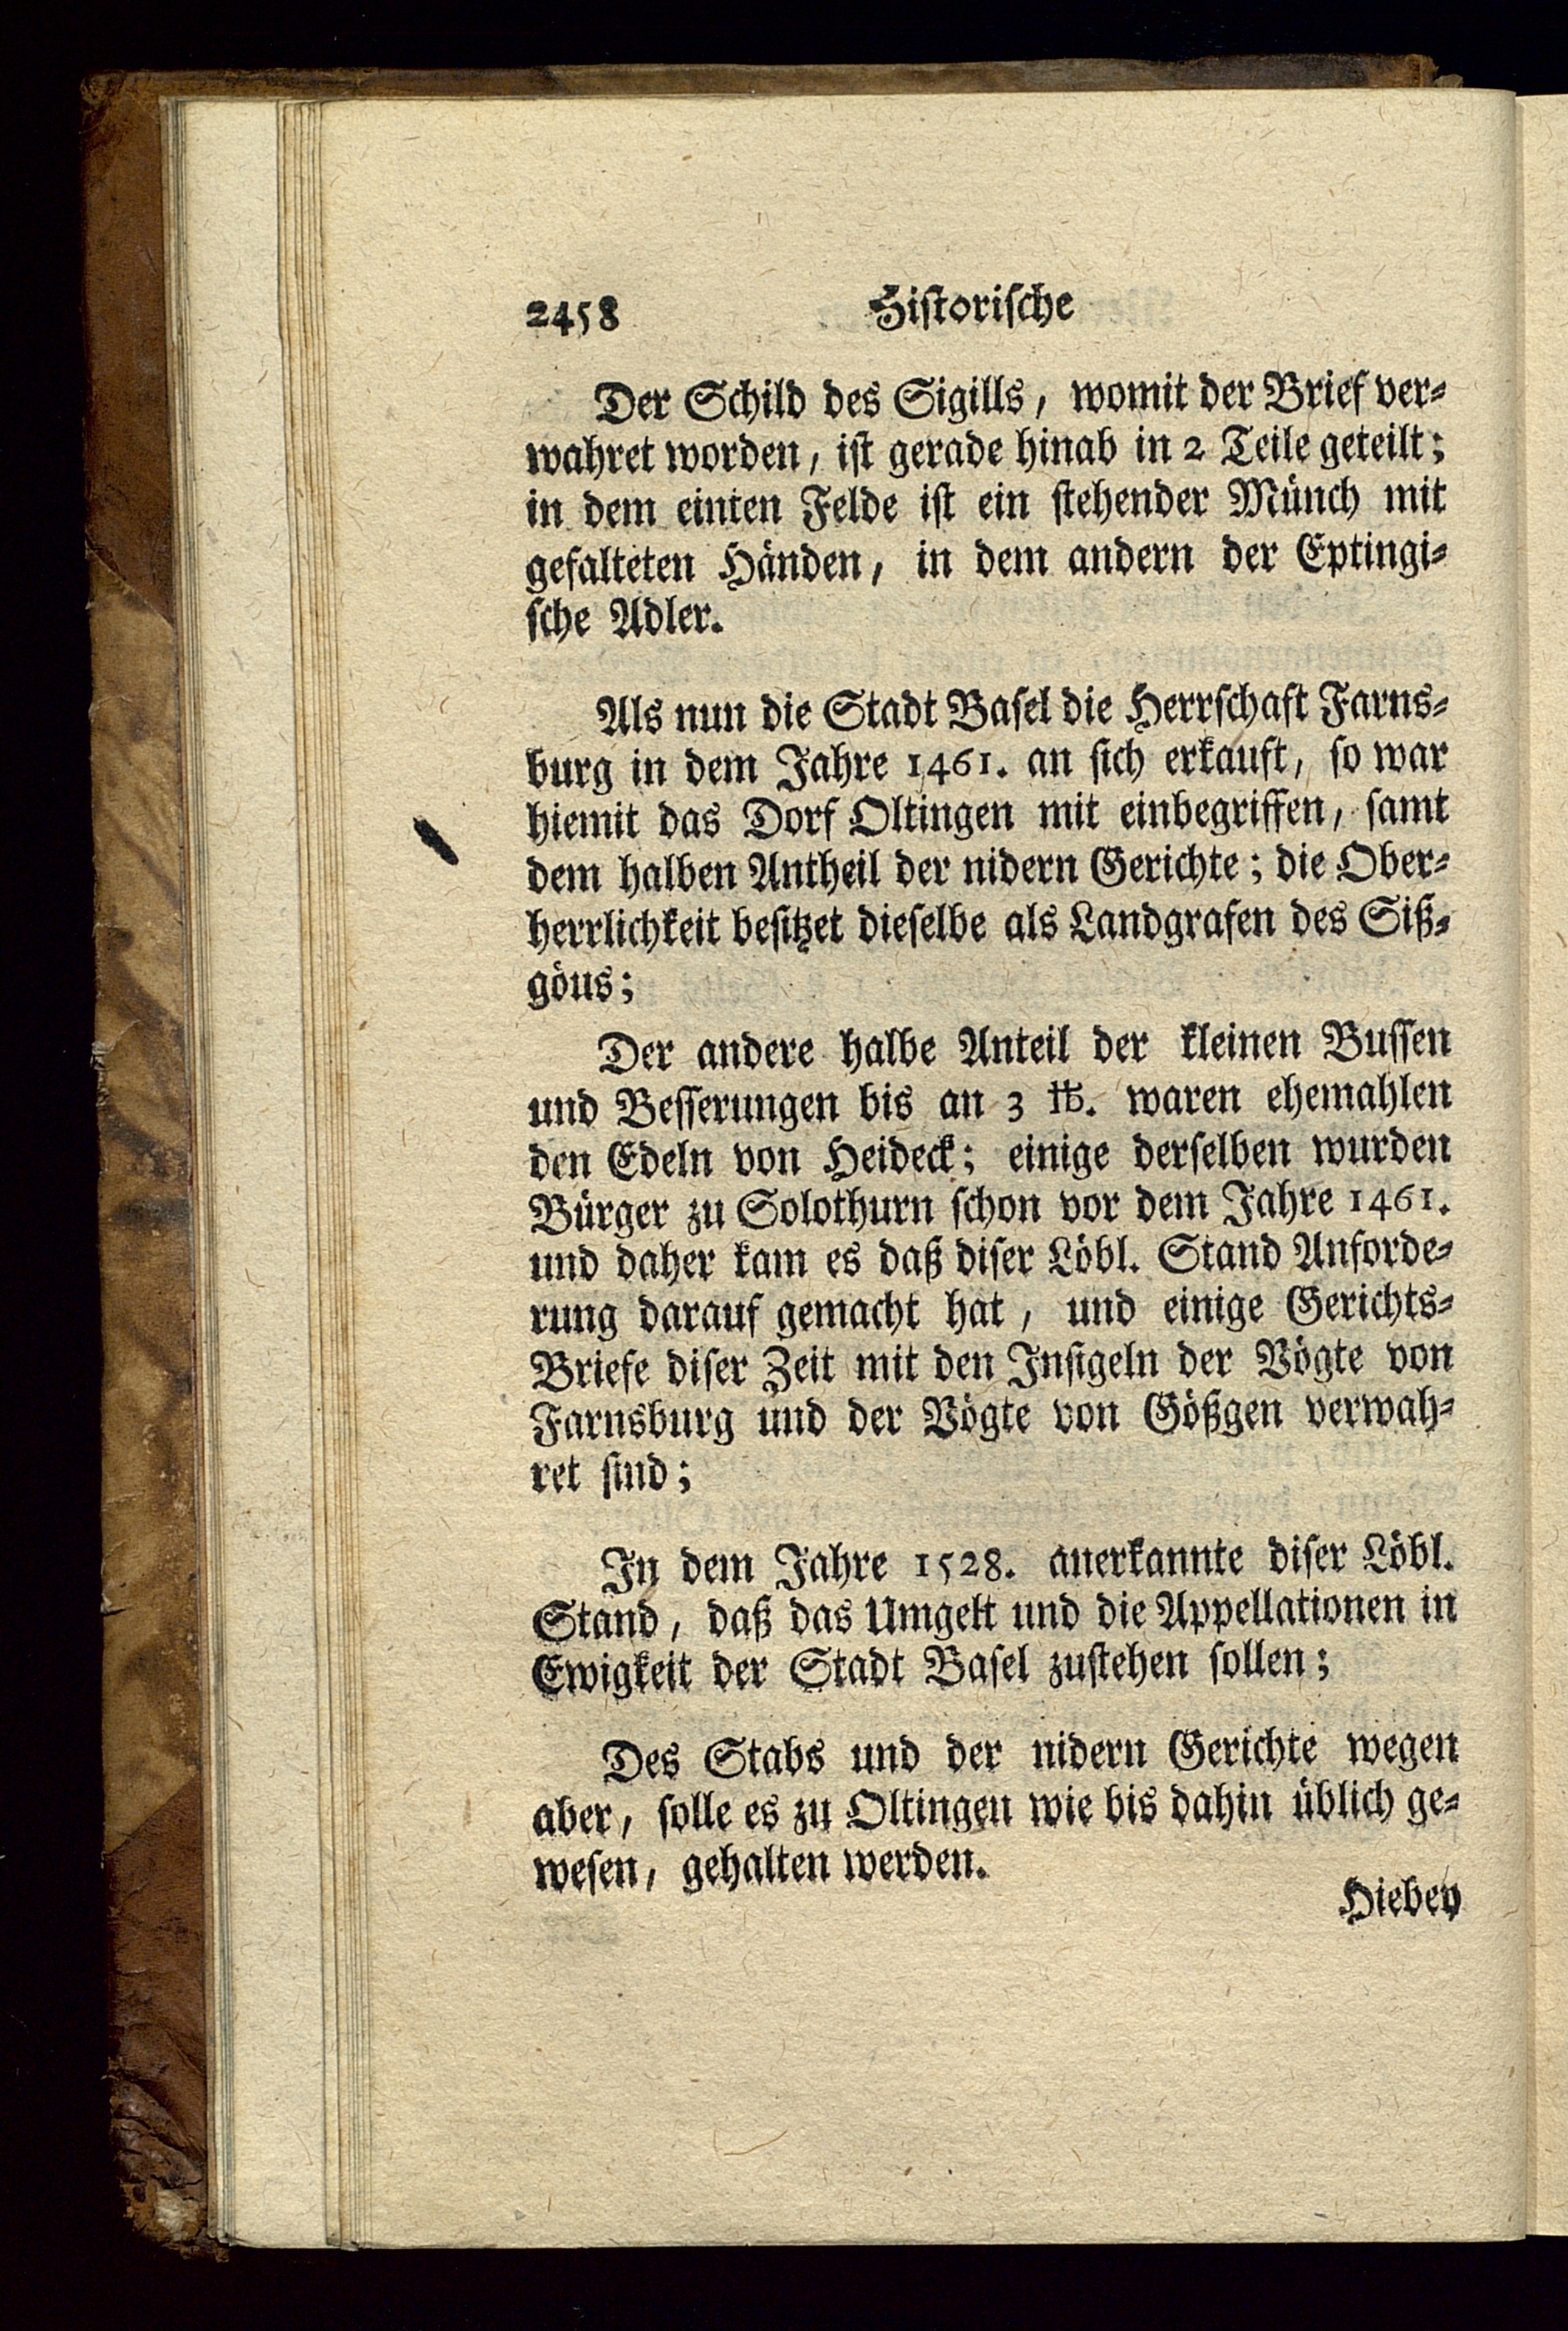 2458 Historische
Der Schild des Sigills, womit der Brief ver-
wahret worden, ist gerade hinab in 2 Teile geteilt;
in dem einten Felde ist ein stehender Münch mit
gefalteten Händen, in dem andern der Eptingi-
sche Adler.
Als nun die Stadt Basel die Herrschaft Farns-
burg in dem Jahre 1461. an sich erkauft, so war
hiemit das Dorf Oltingen mit einbegriffen, samt
dem halben Antheil der nidern Gerichte; die Ober-
herrlichkeit besitzet dieselbe als Landgrafen des Siß-
göus;
Der andere halbe Anteil der kleinen Bussen
und Besserungen bis an 3 ℔. waren ehemahlen
den Edeln von Heideck; einige derselben wurden
Bürger zu Solothurn schon vor dem Jahre 1461.
und daher kam es daß diser Löbl. Stand Anforde-
rung darauf gemacht hat, und einige Gerichts-
Briefe diser Zeit mit den Insigeln der Vögte von
Farnsburg und der Vögte von Gößgen verwah-
ret sind;
In dem Jahre 1528. anerkannte diser Löbl.
Stand, daß das Umgelt und die Appellationen in
Ewigkeit der Stadt Basel zustehen sollen;
Des Stabs und der nidern Gerichte wegen
aber, solle es zu Oltingen wie bis dahin üblich ge-
wesen, gehalten werden.
Hiebey